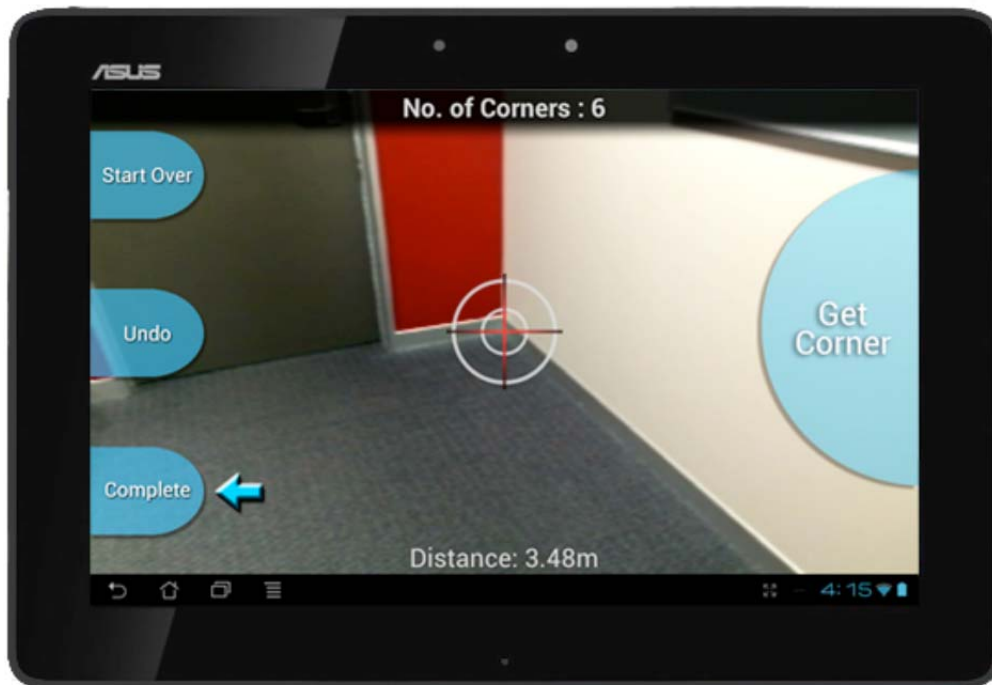 ASUS
No. of Corners : 6
Start Over
Undo
Get
Corner
Complete
Distance: 3.48m
4:15